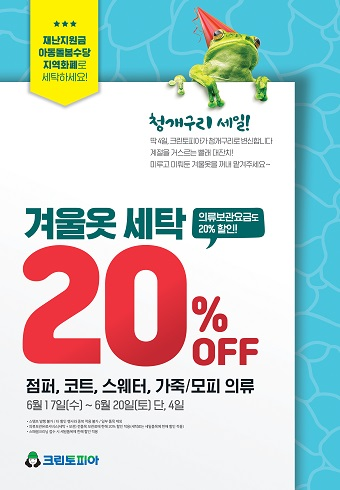 ★★★
재난지원금
아동돌봄수당
지역화폐로
세탁하세요!
청개구리 세일!
딱 4일, 크린토피아가 청개구리로 변신합니다
계절을 거스르는 빨래 대잔치!
미루고 미뤄둔 겨울옷을 꺼내 맡겨주세요~
겨울옷 세탁
의류보관요금도
20% 할인!
20% OFF
점퍼, 코트, 스웨터, 가죽/모피 의류
6월 17일(수) ~ 6월 20일(토) 단, 4일
크린토피아